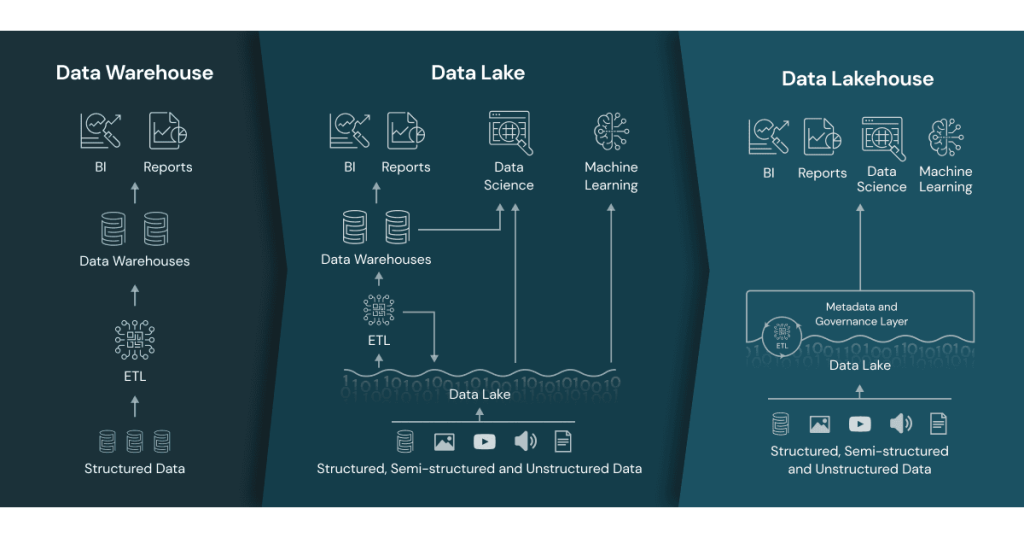 Data Warehouse
BI
Reports
Data Warehouses
ETL
Structured Data
Data Lake
BI
Reports
Data
Science
Machine
Learning
Data Warehouses
ETL
Data Lake
Structured, Semi-structured and Unstructured Data
Data Lakehouse
BI
Reports
Data
Science
Machine
Learning
Metadata and
Governance Layer
ETL
Data Lake
Structured, Semi-structured
and Unstructured Data